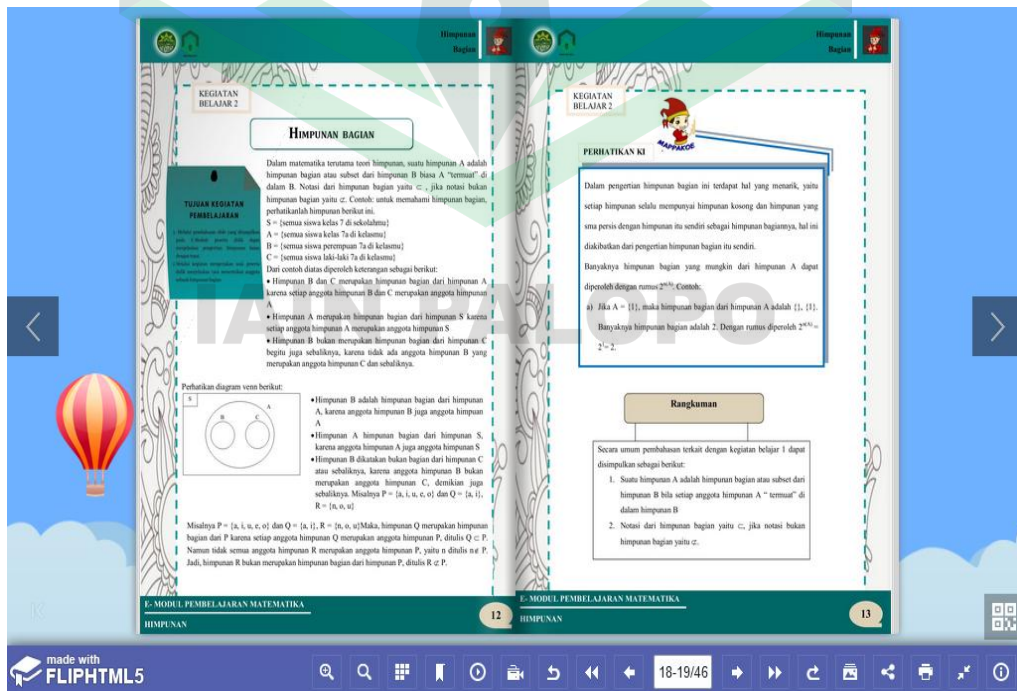 Himpunan
Bagian
KEGIATAN
BELAJAR 2
HIMPUNAN BAGIAN
TUJUAN KEGIATAN
PEMBELAJARAN
Dalam matematika terutama teori himpunan, suatu himpunan A adalah
himpunan bagian atau subset dari himpunan B biasa A “termuat” di
dalam B. Notasi dari himpunan bagian yaitu ⊂ , jika notasi bukan
himpunan bagian yaitu ⊄. Contoh: untuk memahami himpunan bagian,
perhatikanlah himpunan berikut ini.
S = {semua siswa kelas 7 di sekolahmu}
A = {semua siswa kelas 7a di kelasmu}
B = {semua siswa perempuan 7a di kelasmu}
C = {semua siswa laki-laki 7a di kelasmu}
Dari contoh diatas diperoleh keterangan sebagai berikut:
• Himpunan B dan C merupakan himpunan bagian dari himpunan A
karena setiap anggota himpunan B dan C merupakan anggota himpunan
A
• Himpunan A merupakan himpunan bagian dari himpunan S karena
setiap anggota himpunan A merupakan anggota himpunan S
• Himpunan B bukan merupakan himpunan bagian dari himpunan C
begitu juga sebaliknya, karena tidak ada anggota himpunan B yang
merupakan anggota himpunan C dan sebaliknya.
Perhatikan diagram venn berikut:
S
A
B C
• Himpunan B adalah himpunan bagian dari himpunan
A, karena anggota himpunan B juga anggota himpuan
A
• Himpunan A himpunan bagian dari himpunan S,
karena anggota himpunan A juga anggota himpunan S
• Himpunan B dikatakan bukan bagian dari himpunan C
atau sebaliknya, karena anggota himpunan B bukan
merupakan anggota himpunan C, demikian juga
sebaliknya. Misalnya P = {a, i, u, e, o} dan Q = {a, i},
R = {n, o, u}
Misalnya P = {a, i, u, e, o} dan Q = {a, i}, R = {n, o, u}Maka, himpunan Q merupakan himpunan
bagian dari P karena setiap anggota himpunan Q merupakan anggota himpunan P, ditulis Q ⊂ P.
Namun tidak semua anggota himpunan R merupakan anggota himpunan P, yaitu n ditulis n ∉ P.
Jadi, himpunan R bukan merupakan himpunan bagian dari himpunan P, ditulis R ⊄ P.
E- MODUL PEMBELAJARAN MATEMATIKA
HIMPUNAN
12
Himpunan
Bagian
KEGIATAN
BELAJAR 2
MAPPAKOE
PERHATIKAN KI
Dalam pengertian himpunan bagian ini terdapat hal yang menarik, yaitu
setiap himpunan selalu mempunyai himpunan kosong dan himpunan yang
sma persis dengan himpunan itu sendiri sebagai himpunan bagiannya, hal ini
diakibatkan dari pengertian himpunan bagian itu sendiri.
Banyaknya himpunan bagian yang mungkin dari himpunan A dapat
diperoleh dengan rumus 2ⁿ⁽ᴬ⁾. Contoh:
a) Jika A = {1}, maka himpunan bagian dari himpunan A adalah {}, {1}.
Banyaknya himpunan bagian adalah 2. Dengan rumus diperoleh 2ⁿ⁽ᴬ⁾ =
2¹= 2.
Rangkuman
Secara umum pembahasan terkait dengan kegiatan belajar 1 dapat
disimpulkan sebagai berikut:
1. Suatu himpunan A adalah himpunan bagian atau subset dari
himpunan B bila setiap anggota himpunan A “ termuat” di
dalam himpunan B
2. Notasi dari himpunan bagian yaitu ⊂, jika notasi bukan
himpunan bagian yaitu ⊄.
E- MODUL PEMBELAJARAN MATEMATIKA
HIMPUNAN
13
IAIN PALOPO
made with
FLIPHTML5
18-19/46